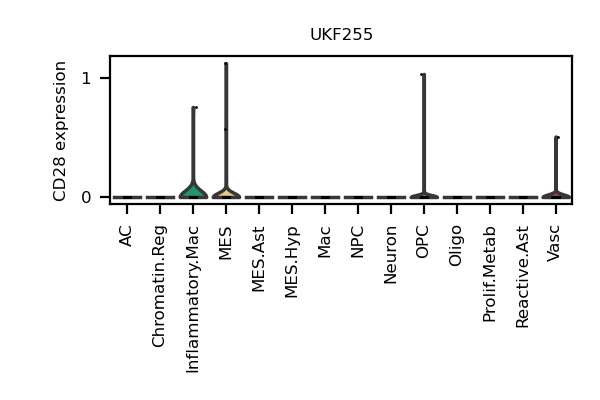 UKF255
CD28 expression
1
0
AC
Chromatin.Reg
Inflammatory.Mac
MES
MES.Ast
MES.Hyp
Mac
NPC
Neuron
OPC
Oligo
Prolif.Metab
Reactive.Ast
Vasc